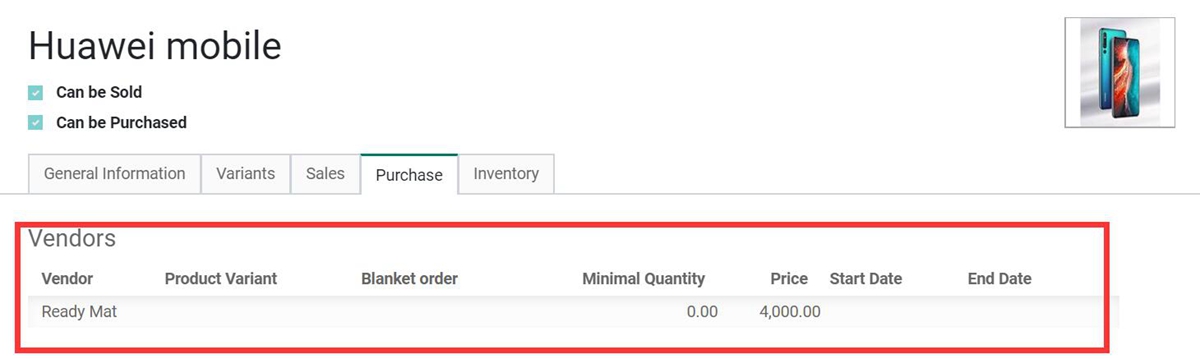 Huawei mobile
Can be Sold
Can be Purchased
General Information Variants Sales Purchase Inventory
Vendors
Vendor Product Variant Blanket order Minimal Quantity Price Start Date End Date
Ready Mat 0.00 4,000.00